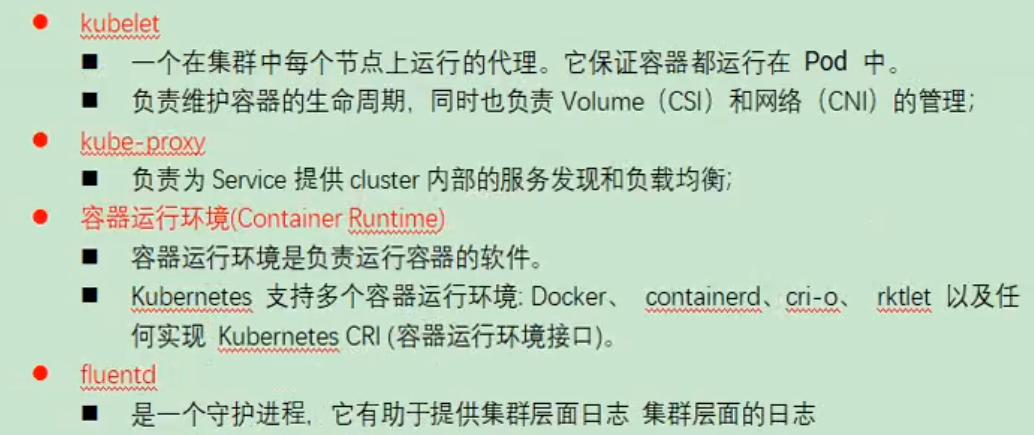 kubelet
一个在集群中每个节点上运行的代理。它保证容器都运行在 Pod 中。
负责维护容器的生命周期，同时也负责 Volume（CSI）和网络（CNI）的管理；
kube-proxy
负责为 Service 提供 cluster 内部的服务发现和负载均衡；
容器运行环境(Container Runtime)
容器运行环境是负责运行容器的软件。
Kubernetes 支持多个容器运行环境: Docker、 containerd、cri-o、 rktlet 以及任
何实现 Kubernetes CRI (容器运行环境接口)。
fluentd
是一个守护进程，它有助于提供集群层面日志 集群层面的日志